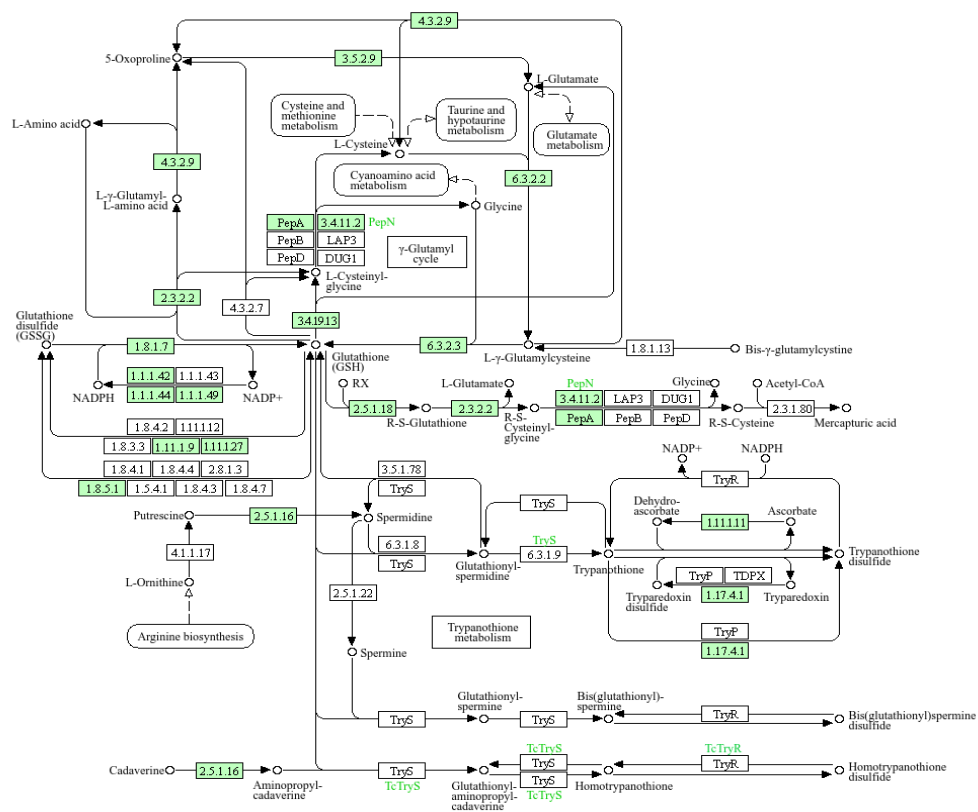 4.3.2.9
5-Oxoproline
3.5.2.9
L-Glutamate
Cysteine and
methionine
metabolism
Taurine and
hypotaurine
metabolism
Glutamate
metabolism
L-Amino acid
L-Cysteine
4.3.2.9
Cyanoamino acid
metabolism
6.3.2.2
L-γ-Glutamyl-
L-amino acid
Glycine
PepA
3.4.11.2
PepN
PepB
LAP3
PepD
DUG1
γ-Glutamyl
cycle
L-Cysteinyl-
glycine
2.3.2.2
4.3.2.7
3.4.19.13
Glutathione
disulfide
(GSSG)
1.8.1.7
6.3.2.3
Glutathione
(GSH)
L-γ-Glutamylcysteine
1.8.1.13
Bis-γ-glutamylcystine
1.1.1.42
1.1.1.43
1.1.1.44
1.1.1.49
NADPH
NADP+
RX
L-Glutamate
PepN
Glycine
Acetyl-CoA
2.5.1.18
2.3.2.2
3.4.11.2
LAP3
DUG1
PepA
PepB
PepD
2.3.1.80
R-S-Glutathione
R-S-
Cysteinyl-
glycine
R-S-Cysteine
Mercapturic acid
1.8.4.2
1.11.1.12
1.8.3.3
1.11.1.9
1.11.1.27
1.8.4.1
1.8.4.4
2.8.1.3
1.8.5.1
1.5.4.1
1.8.4.3
1.8.4.7
NADP+
NADPH
TryR
3.5.1.78
TryS
TryS
Dehydro-
ascorbate
Ascorbate
1.11.1.11
Putrescine
2.5.1.16
Spermidine
6.3.1.8
TryS
TryS
6.3.1.9
Glutathionyl-
spermidine
Trypanothione
Trypanothione
disulfide
4.1.1.17
TryP
TDPX
1.17.4.1
Tryparedoxin
disulfide
Tryparedoxin
L-Ornithine
2.5.1.22
Arginine biosynthesis
Trypanothione
metabolism
TryP
1.17.4.1
Spermine
Glutathionyl-
spermine
Bis(glutathionyl)-
spermine
TryS
TryS
TryR
Bis(glutathionyl)spermine
disulfide
TcTryS
TcTryR
Cadaverine
2.5.1.16
Aminopropyl-
cadaverine
TryS
TcTryS
TryS
TryS
TcTryS
Glutathionyl-
aminopropyl-
cadaverine
Homotrypanothione
TryR
Homotrypanothione
disulfide